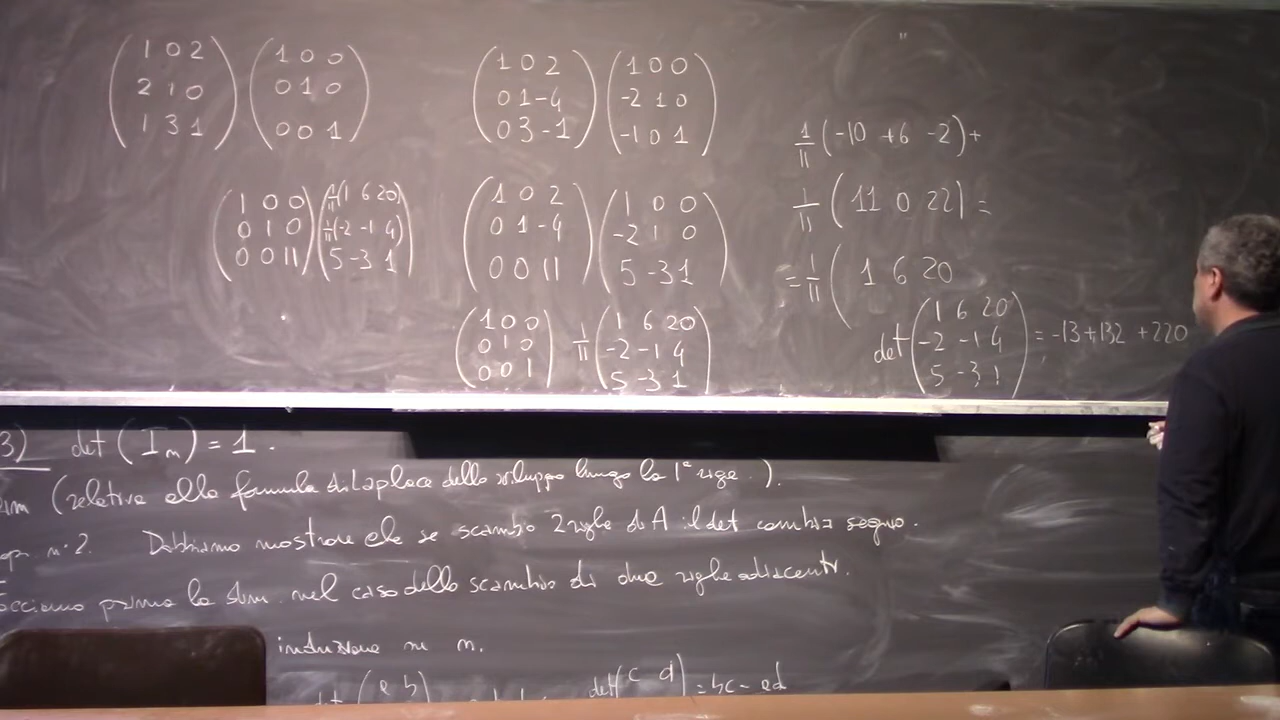 ( 1 0 2 ) ( 1 0 0 )
( 2 1 0 ) ( 0 1 0 )
( 1 3 1 ) ( 0 0 1 )
( 1 0 2 ) ( 1 0 0 )
( 0 1 -4 ) ( -2 1 0 )
( 0 3 -1 ) ( -1 0 1 )
( 1 0 0 ) ( 1/11 (1 6 20) )
( 0 1 0 ) ( 1/11 (-2 -1 4) )
( 0 0 11 ) ( 5 -3 1 )
( 1 0 2 ) ( 1 0 0 )
( 0 1 -4 ) ( -2 1 0 )
( 0 0 11 ) ( 5 -3 1 )
( 1 0 0 ) ( 1 6 20 )
( 0 1 0 ) 1/11 ( -2 -1 4 )
( 0 0 1 ) ( 5 -3 1 )
1/11 (-10 +6 -2) +
1/11 (11 0 22) =
= 1/11 ( 1 6 20
( 1 6 20 )
det ( -2 -1 4 ) = -13 + 132 + 220
( 5 -3 1 )
3) det (Im) = 1.
(relativa alla formula di Laplace dello sviluppo lungo la 1ª riga.).
n.2. Dobbiamo mostrare che se scambio 2 righe di A il det cambia segno.
Facciamo prima la dim. nel caso dello scambio di due righe adiacenti.
induzione su n.
det (a b) det (c d) = bc - ad